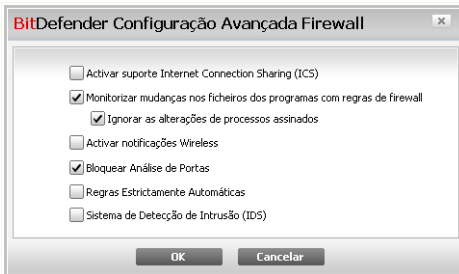 BitDefender Configuração Avançada Firewall
Activar suporte Internet Connection Sharing (ICS)
Monitorizar mudanças nos ficheiros dos programas com regras de firewall
Ignorar as alterações de processos assinados
Activar notificações Wireless
Bloquear Análise de Portas
Regras Estrictamente Automáticas
Sistema de Detecção de Intrusão (IDS)
OK Cancelar